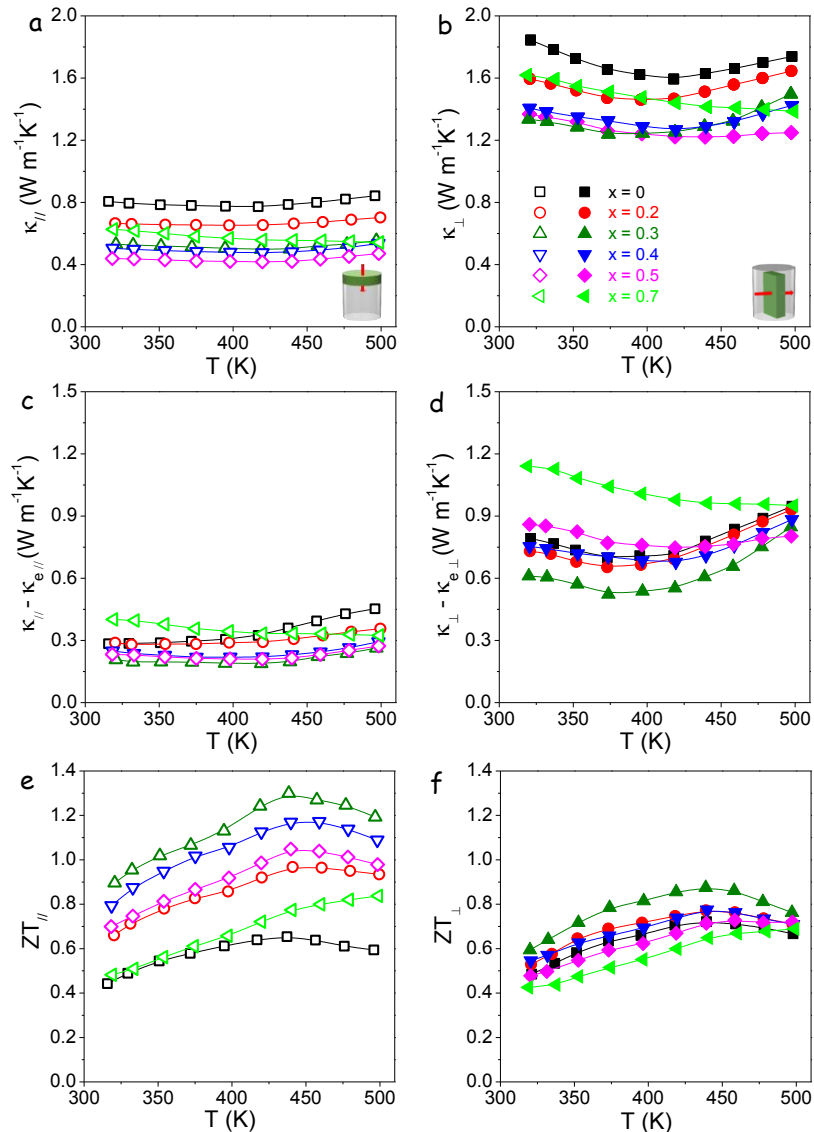 a
2.0
1.6
1.2
0.8
0.4
0.0
κ// (W m⁻¹K⁻¹)
300 350 400 450 500
T (K)
b
2.0
1.6
1.2
0.8
0.4
0.0
κ⊥ (W m⁻¹K⁻¹)
x = 0
x = 0.2
x = 0.3
x = 0.4
x = 0.5
x = 0.7
300 350 400 450 500
T (K)
c
1.5
1.2
0.9
0.6
0.3
0.0
κ// - κe// (W m⁻¹K⁻¹)
300 350 400 450 500
T (K)
d
1.5
1.2
0.9
0.6
0.3
0.0
κ⊥ - κe⊥ (W m⁻¹K⁻¹)
300 350 400 450 500
T (K)
e
1.4
1.2
1.0
0.8
0.6
0.4
0.2
0.0
ZT//
300 350 400 450 500
T (K)
f
1.4
1.2
1.0
0.8
0.6
0.4
0.2
0.0
ZT⊥
300 350 400 450 500
T (K)